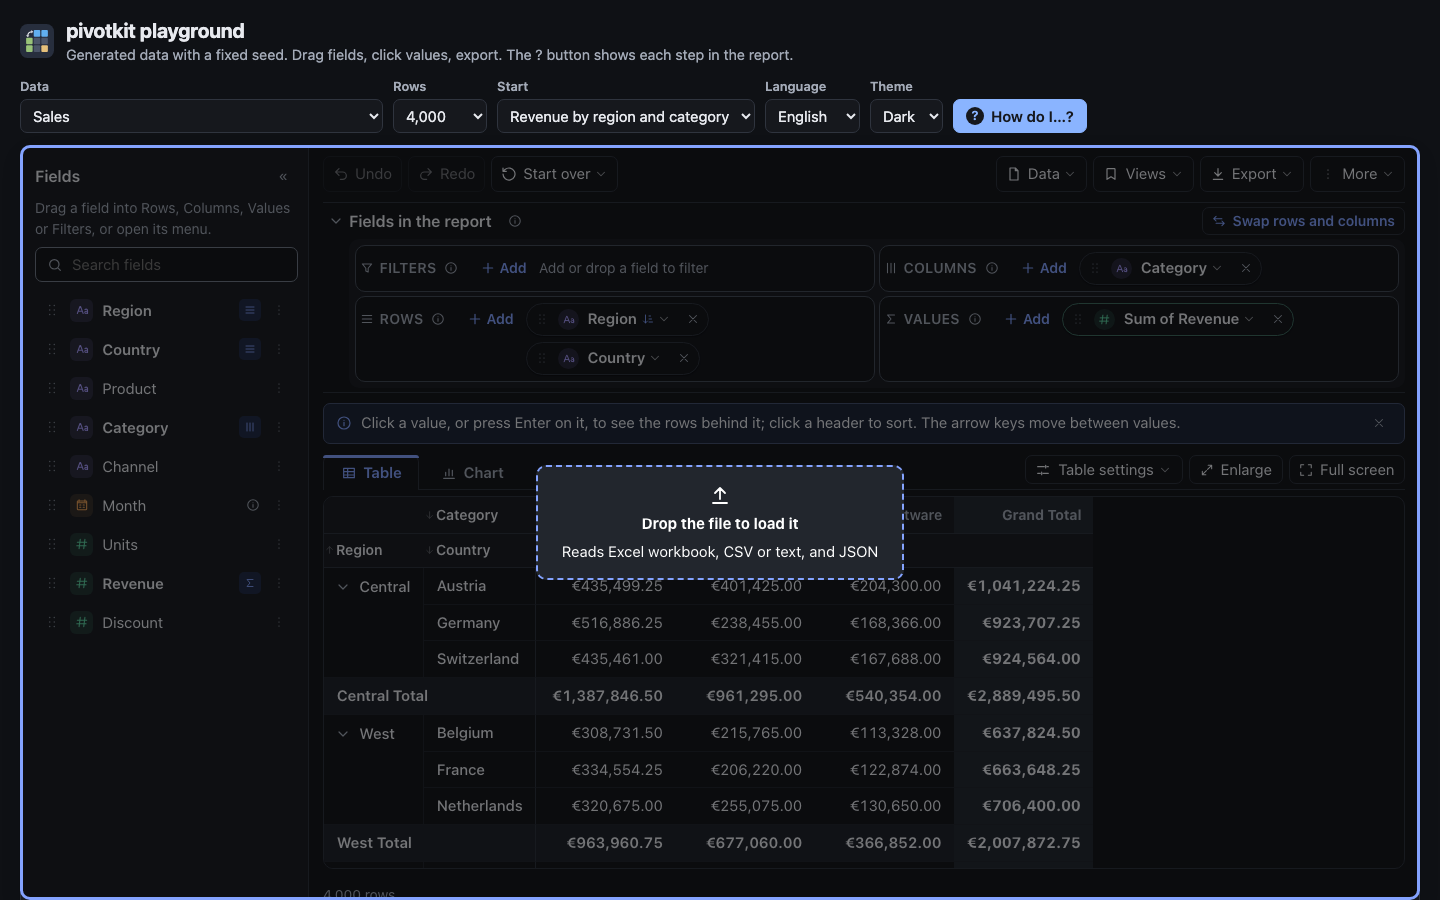 pivotkit playground
Generated data with a fixed seed. Drag fields, click values, export. The ? button shows each step in the report.
Data
Rows
Start
Language
Theme
Sales
4,000
Revenue by region and category
English
Dark
? How do I...?
Fields
«
Drag a field into Rows, Columns, Values
or Filters, or open its menu.
Search fields
Aa Region
Aa Country
Aa Product
Aa Category
Aa Channel
Month
# Units
# Revenue Σ
# Discount
Undo
Redo
Start over
Data
Views
Export
More
Fields in the report
Swap rows and columns
FILTERS
+ Add
Add or drop a field to filter
COLUMNS
+ Add
Aa Category
ROWS
+ Add
Aa Region
Aa Country
Σ VALUES
+ Add
# Sum of Revenue
Click a value, or press Enter on it, to see the rows behind it; click a header to sort. The arrow keys move between values.
Table
Chart
Table settings
Enlarge
Full screen
Drop the file to load it
Reads Excel workbook, CSV or text, and JSON
↓ Category
tware
Grand Total
↑ Region
↓ Country
Central Austria €435,499.25 €401,425.00 €204,300.00 €1,041,224.25
Germany €516,886.25 €238,455.00 €168,366.00 €923,707.25
Switzerland €435,461.00 €321,415.00 €167,688.00 €924,564.00
Central Total €1,387,846.50 €961,295.00 €540,354.00 €2,889,495.50
West Belgium €308,731.50 €215,765.00 €113,328.00 €637,824.50
France €334,554.25 €206,220.00 €122,874.00 €663,648.25
Netherlands €320,675.00 €255,075.00 €130,650.00 €706,400.00
West Total €963,960.75 €677,060.00 €366,852.00 €2,007,872.75
4,000 rows